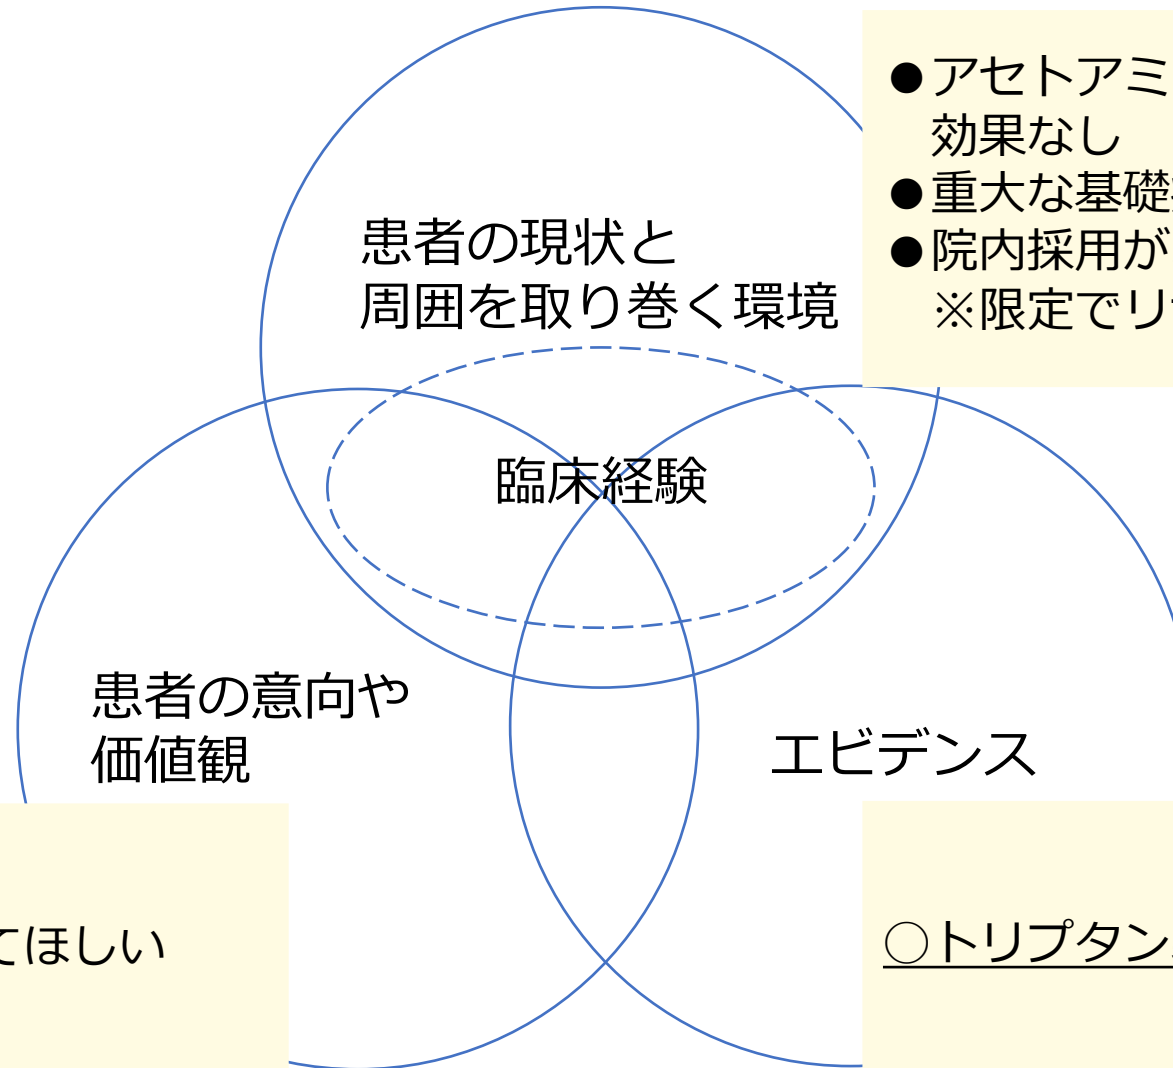 ●アセトアミ
効果なし
●重大な基礎
●院内採用が
※限定でリ
患者の現状と
周囲を取り巻く環境
臨床経験
患者の意向や
価値観
エビデンス
てほしい
○トリプタン